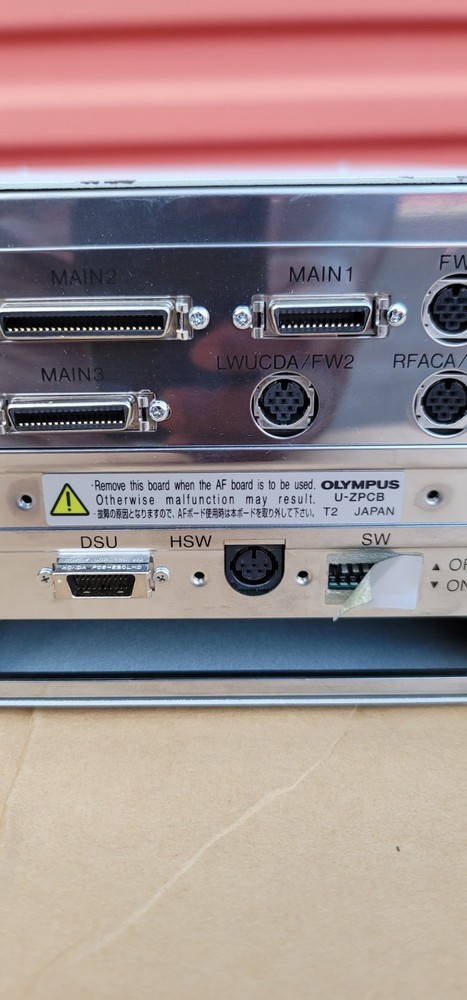 MAIN2
MAIN1
FW
MAIN3
LWUCDA/FW2
RFACA/
·Remove this board when the AF board is to be used.
Otherwise malfunction may result.
·故障の原因となりますので、AFボード使用時は本ボードを取り外して下さい。
OLYMPUS
U-ZPCB
T2 JAPAN
DSU
HSW
SW
▲ OF
▼ ON